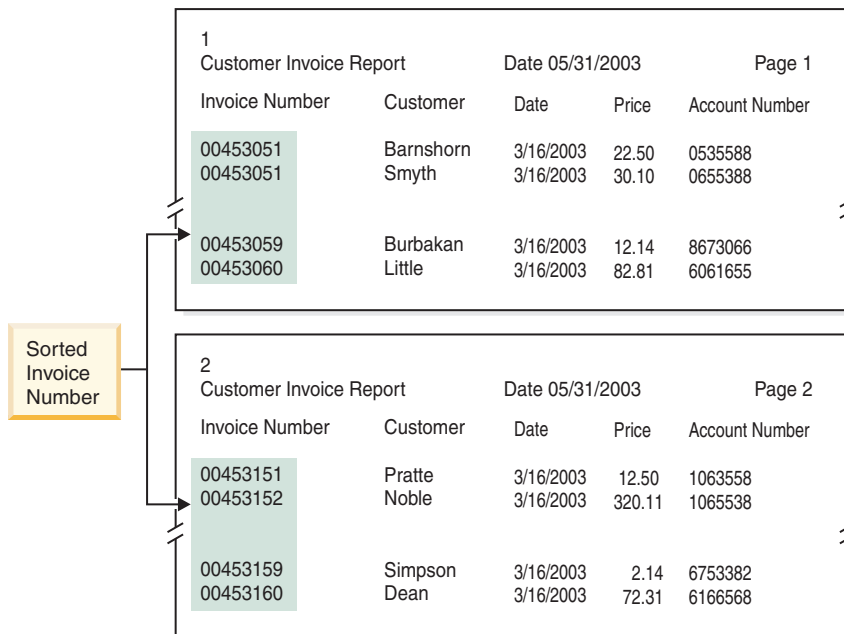 1
Customer Invoice Report Date 05/31/2003 Page 1
Invoice Number Customer Date Price Account Number
00453051 Barnshorn 3/16/2003 22.50 0535588
00453051 Smyth 3/16/2003 30.10 0655388
00453059 Burbakan 3/16/2003 12.14 8673066
00453060 Little 3/16/2003 82.81 6061655
Sorted
Invoice
Number
2
Customer Invoice Report Date 05/31/2003 Page 2
Invoice Number Customer Date Price Account Number
00453151 Pratte 3/16/2003 12.50 1063558
00453152 Noble 3/16/2003 320.11 1065538
00453159 Simpson 3/16/2003 2.14 6753382
00453160 Dean 3/16/2003 72.31 6166568